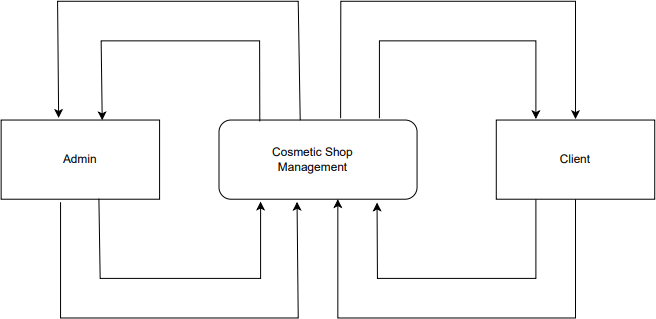 Admin
Cosmetic Shop
Management
Client